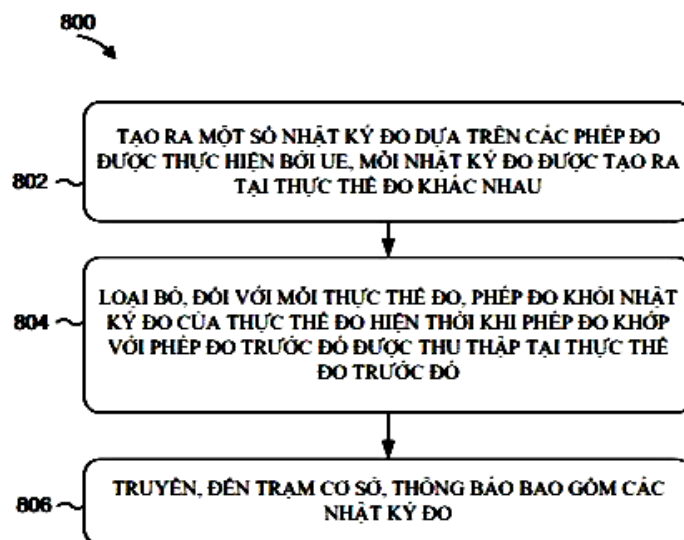 800
TẠO RA MỘT SỐ NHẬT KÝ ĐO DỰA TRÊN CÁC PHÉP ĐO
ĐƯỢC THỰC HIỆN BỞI UE, MỖI NHẬT KÝ ĐO ĐƯỢC TẠO RA
TẠI THỰC THỂ ĐO KHÁC NHAU
802
LOẠI BỎ, ĐỐI VỚI MỖI THỰC THỂ ĐO, PHÉP ĐO KHỎI NHẬT
KÝ ĐO CỦA THỰC THỂ ĐO HIỆN THỜI KHI PHÉP ĐO KHỚP
VỚI PHÉP ĐO TRƯỚC ĐÓ ĐƯỢC THU THẬP TẠI THỰC THỂ
ĐO TRƯỚC ĐÓ
804
TRUYỀN, ĐẾN TRẠM CƠ SỞ, THÔNG BÁO BAO GỒM CÁC
NHẬT KÝ ĐO
806